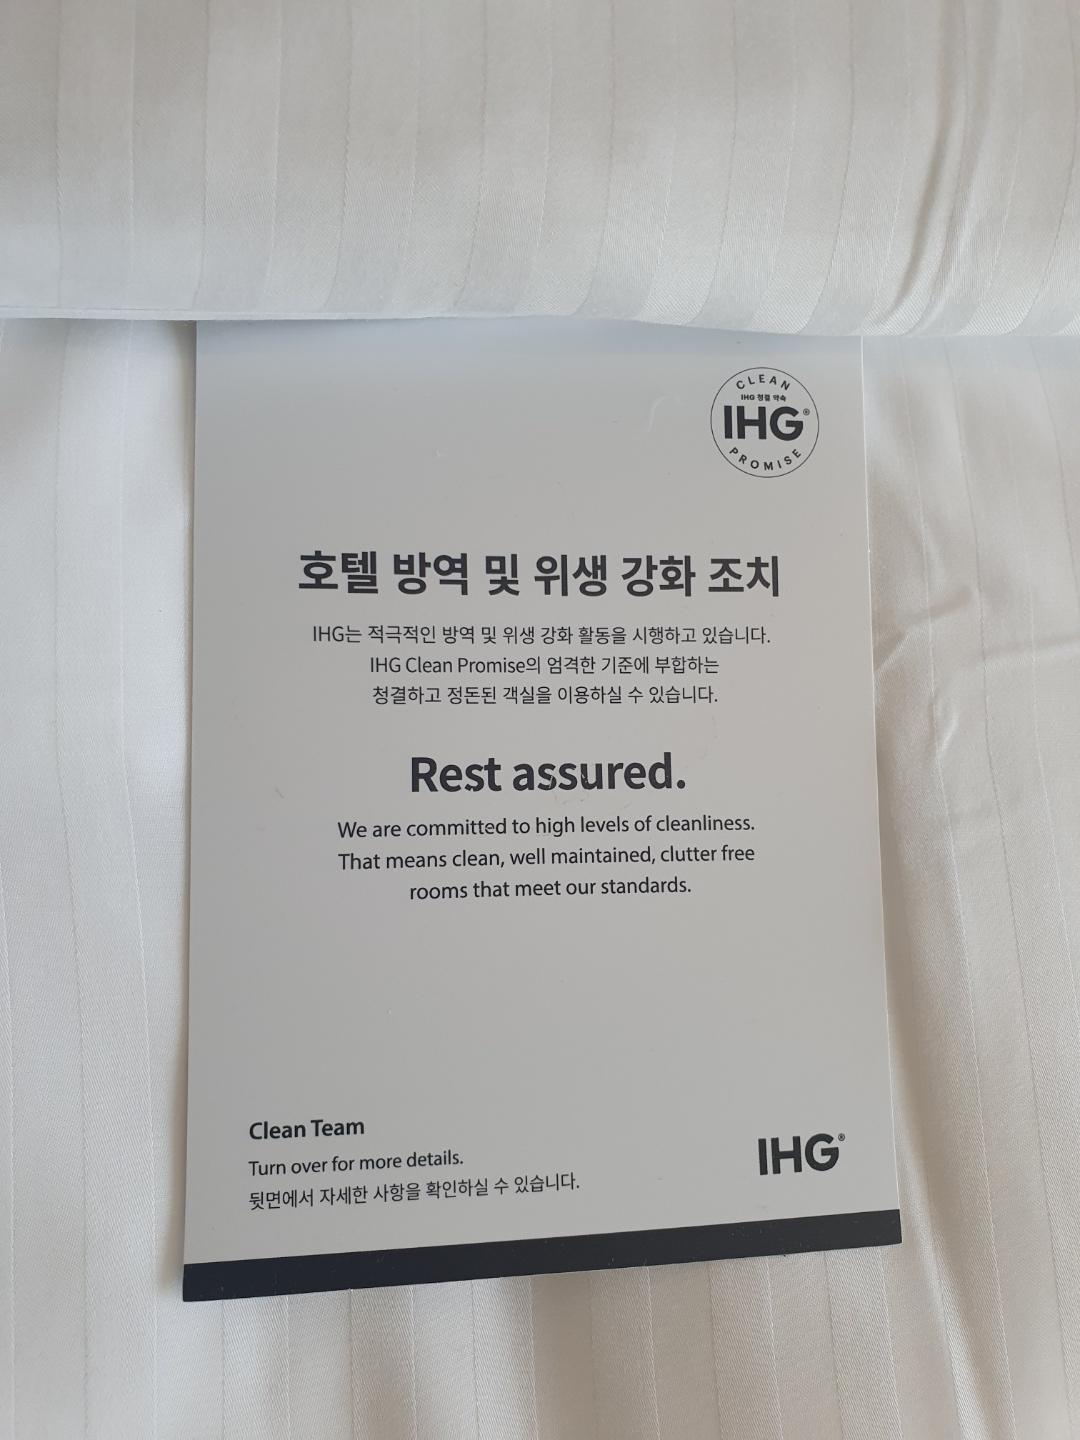 CLEAN
IHG 청결 약속
IHG®
PROMISE
호텔 방역 및 위생 강화 조치
IHG는 적극적인 방역 및 위생 강화 활동을 시행하고 있습니다.
IHG Clean Promise의 엄격한 기준에 부합하는
청결하고 정돈된 객실을 이용하실 수 있습니다.
Rest assured.
We are committed to high levels of cleanliness.
That means clean, well maintained, clutter free
rooms that meet our standards.
Clean Team
Turn over for more details.
뒷면에서 자세한 사항을 확인하실 수 있습니다.
IHG®